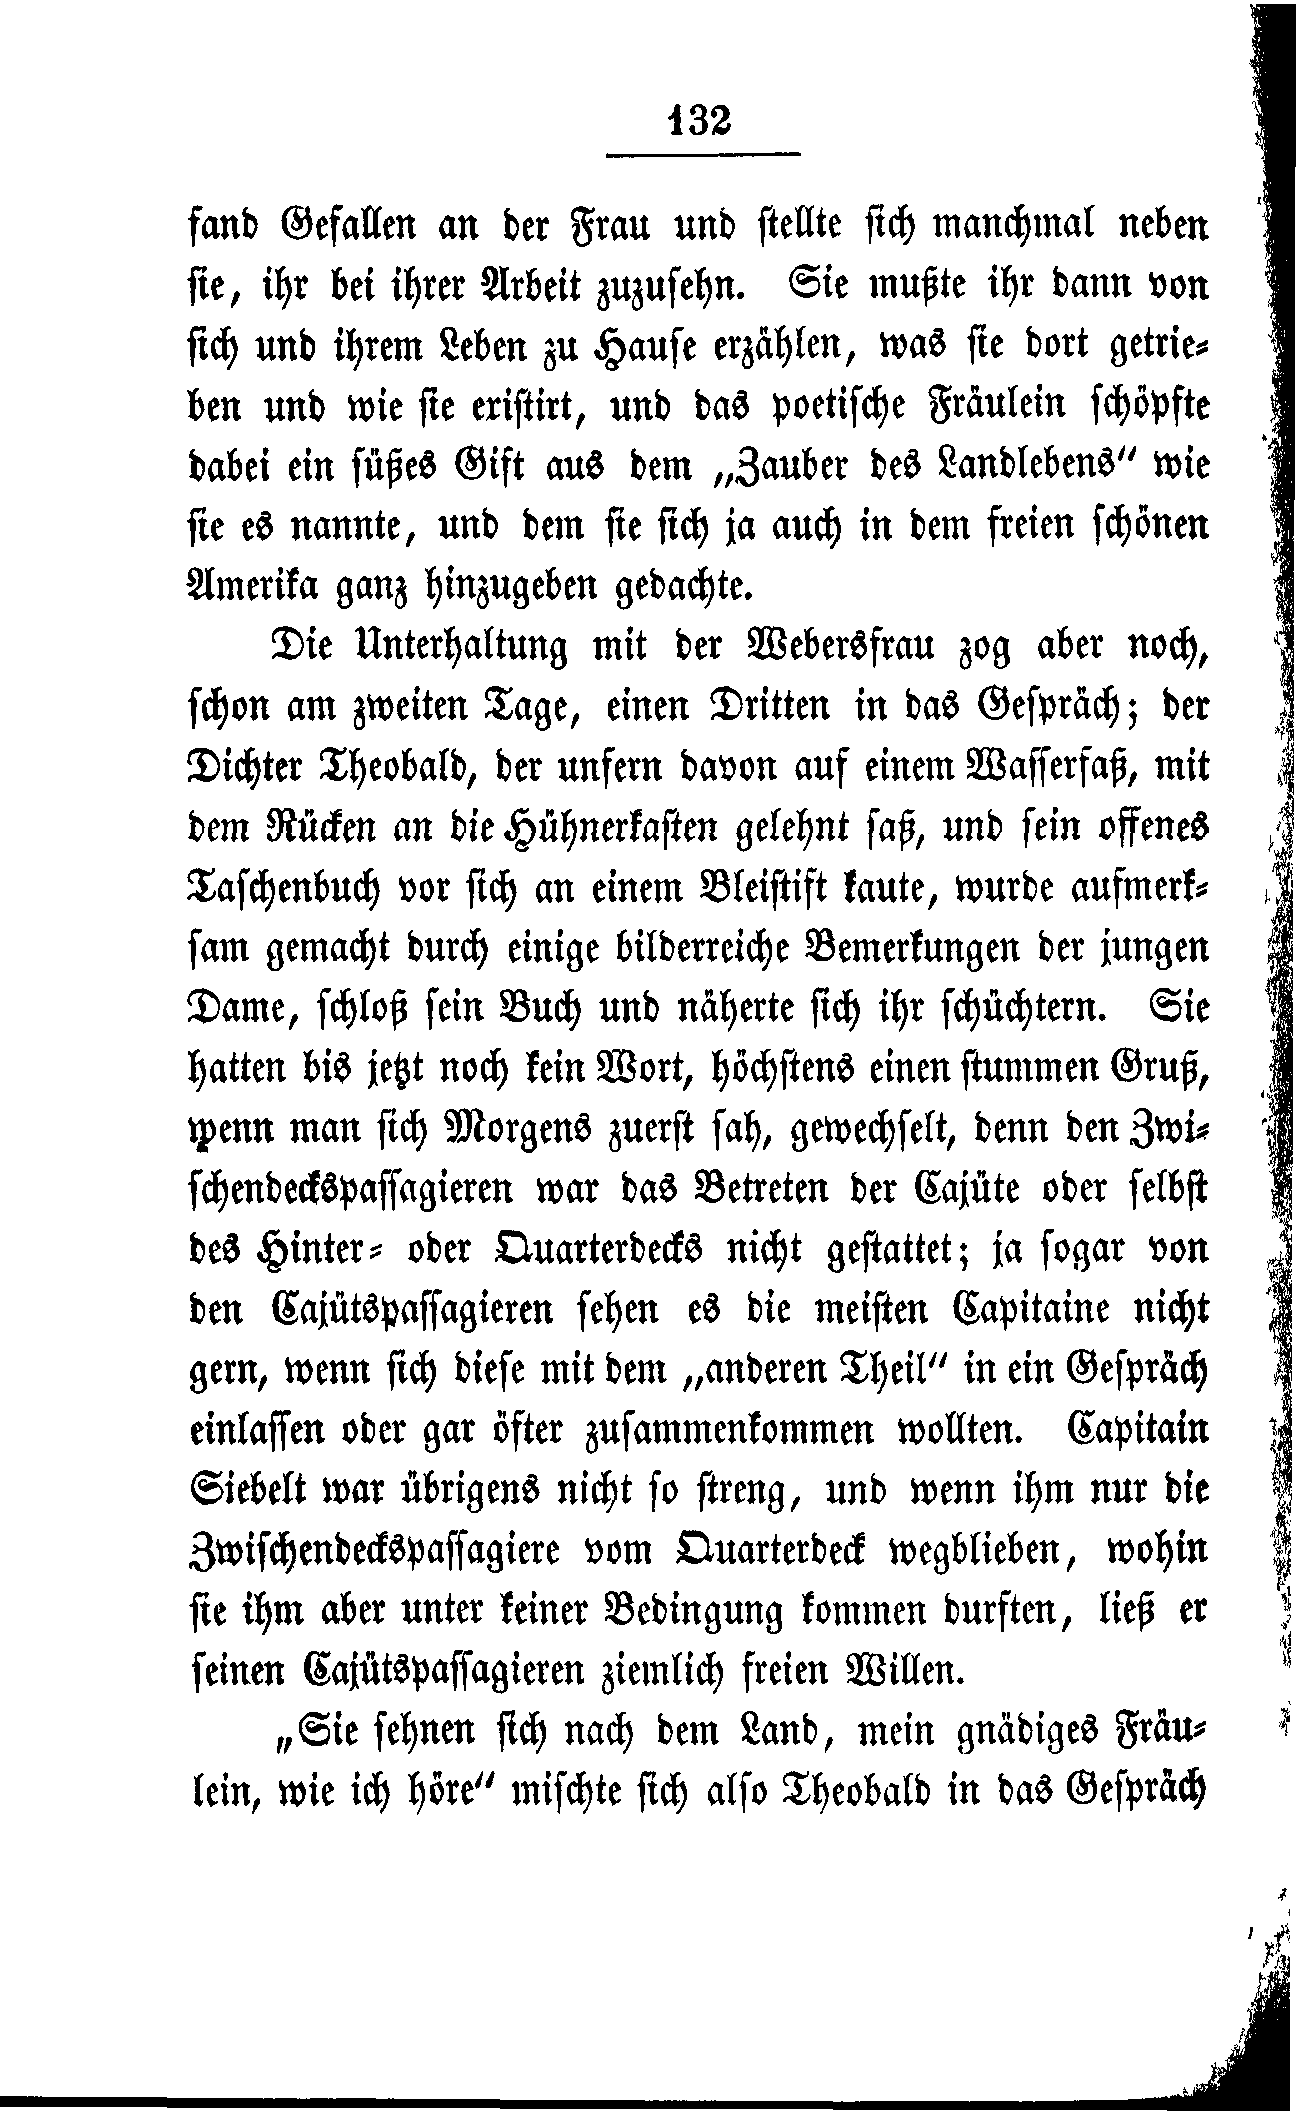 132
fand Gefallen an der Frau und stellte sich manchmal neben
sie, ihr bei ihrer Arbeit zuzusehn. Sie mußte ihr dann von
sich und ihrem Leben zu Hause erzählen, was sie dort getrie-
ben und wie sie existirt, und das poetische Fräulein schöpfte
dabei ein süßes Gift aus dem „Zauber des Landlebens“ wie
sie es nannte, und dem sie sich ja auch in dem freien schönen
Amerika ganz hinzugeben gedachte.
Die Unterhaltung mit der Webersfrau zog aber noch,
schon am zweiten Tage, einen Dritten in das Gespräch; der
Dichter Theobald, der unfern davon auf einem Wasserfaß, mit
dem Rücken an die Hühnerkasten gelehnt saß, und sein offenes
Taschenbuch vor sich an einem Bleistift kaute, wurde aufmerk-
sam gemacht durch einige bilderreiche Bemerkungen der jungen
Dame, schloß sein Buch und näherte sich ihr schüchtern. Sie
hatten bis jetzt noch kein Wort, höchstens einen stummen Gruß,
wenn man sich Morgens zuerst sah, gewechselt, denn den Zwi-
schendeckspassagieren war das Betreten der Cajüte oder selbst
des Hinter- oder Quarterdecks nicht gestattet; ja sogar von
den Cajütspassagieren sehen es die meisten Capitaine nicht
gern, wenn sich diese mit dem „anderen Theil“ in ein Gespräch
einlassen oder gar öfter zusammenkommen wollten. Capitain
Siebelt war übrigens nicht so streng, und wenn ihm nur die
Zwischendeckspassagiere vom Quarterdeck wegblieben, wohin
sie ihm aber unter keiner Bedingung kommen durften, ließ er
seinen Cajütspassagieren ziemlich freien Willen.
„Sie sehnen sich nach dem Land, mein gnädiges Fräu-
lein, wie ich höre“ mischte sich also Theobald in das Gespräch